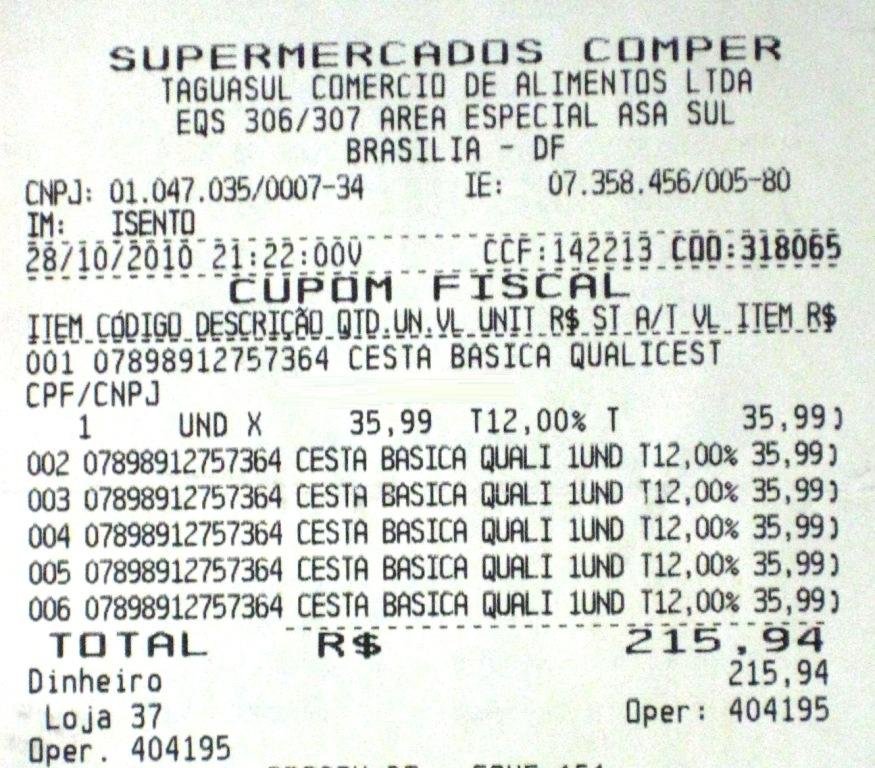 SUPERMERCADOS COMPER
TAGUASUL COMERCIO DE ALIMENTOS LTDA
EQS 306/307 AREA ESPECIAL ASA SUL
BRASILIA - DF
CNPJ: 01.047.035/0007-34 IE: 07.358.456/005-80
IM: ISENTO
28/10/2010 21:22:00V CCF:142213 COO:318065
CUPOM FISCAL
ITEM CÓDIGO DESCRIÇÃO QTD.UN.VL UNIT R$ ST A/T VL ITEM R$
001 07898912757364 CESTA BASICA QUALICEST
CPF/CNPJ
1 UND X 35,99 T12,00% T 35,99)
002 07898912757364 CESTA BASICA QUALI 1UND T12,00% 35,99)
003 07898912757364 CESTA BASICA QUALI 1UND T12,00% 35,99)
004 07898912757364 CESTA BASICA QUALI 1UND T12,00% 35,99)
005 07898912757364 CESTA BASICA QUALI 1UND T12,00% 35,99)
006 07898912757364 CESTA BASICA QUALI 1UND T12,00% 35,99)
TOTAL R$ 215,94
Dinheiro 215,94
Loja 37 Oper: 404195
Oper. 404195